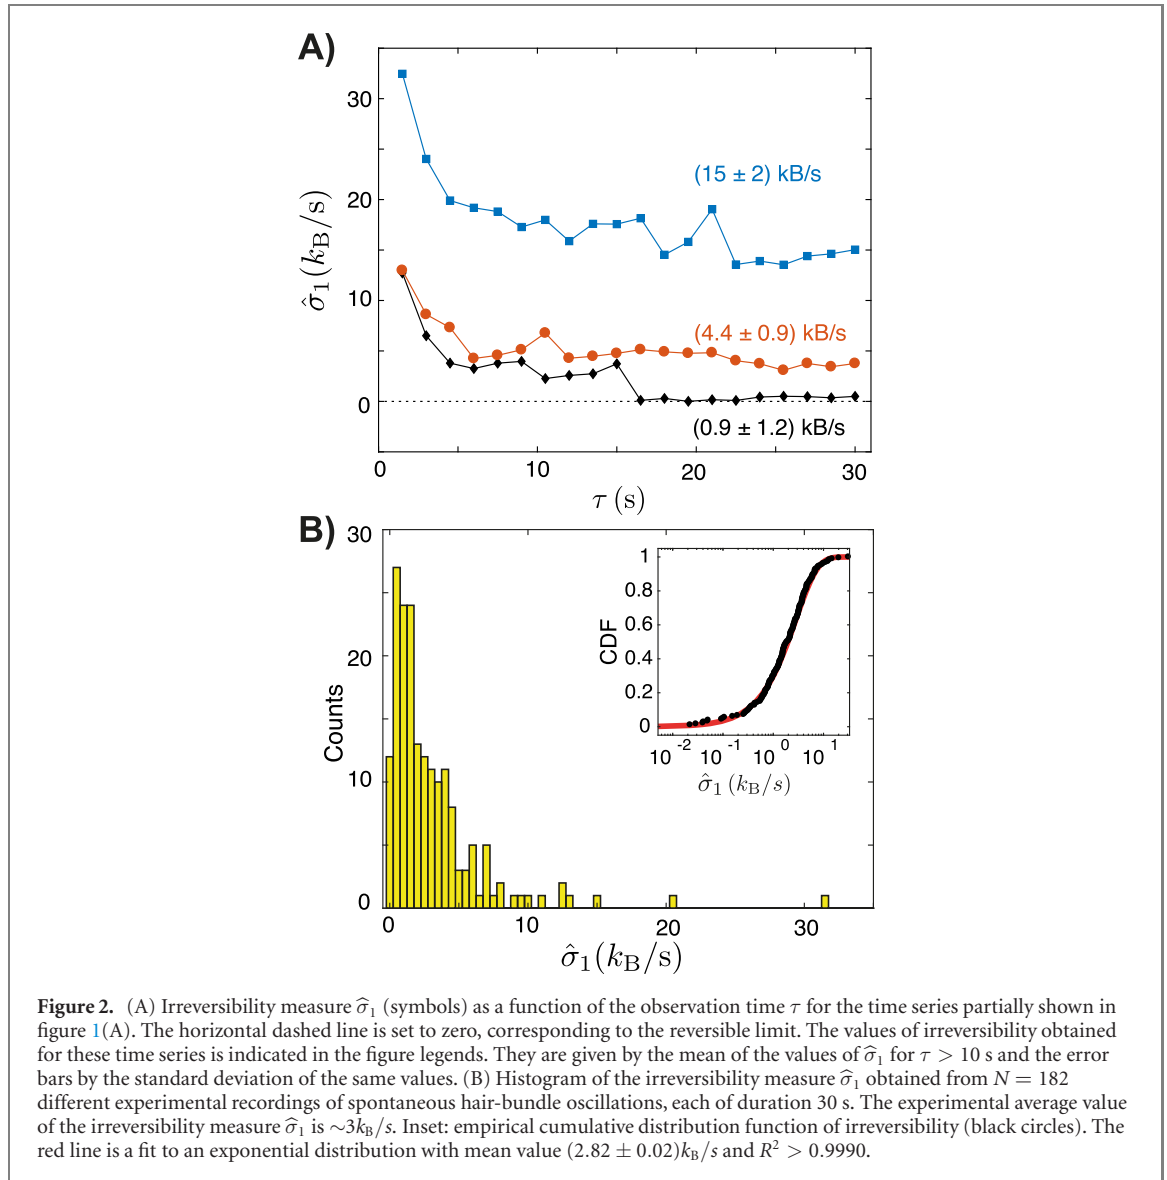 A)
σ̂₁(k_B/s)
30
20
10
0
(15 ± 2) kB/s
(4.4 ± 0.9) kB/s
(0.9 ± 1.2) kB/s
0 10 20 30
τ (s)
B)
Counts
30
20
10
0
0 10 20 30
σ̂₁(k_B/s)
CDF
1
0.8
0.6
0.4
0.2
0
10⁻² 10⁻¹ 10⁰ 10¹
σ̂₁ (k_B/s)
Figure 2. (A) Irreversibility measure σ̂₁ (symbols) as a function of the observation time τ for the time series partially shown in
figure 1(A). The horizontal dashed line is set to zero, corresponding to the reversible limit. The values of irreversibility obtained
for these time series is indicated in the figure legends. They are given by the mean of the values of σ̂₁ for τ > 10 s and the error
bars by the standard deviation of the same values. (B) Histogram of the irreversibility measure σ̂₁ obtained from N = 182
different experimental recordings of spontaneous hair-bundle oscillations, each of duration 30 s. The experimental average value
of the irreversibility measure σ̂₁ is ∼3k_B/s. Inset: empirical cumulative distribution function of irreversibility (black circles). The
red line is a fit to an exponential distribution with mean value (2.82 ± 0.02)k_B/s and R² > 0.9990.